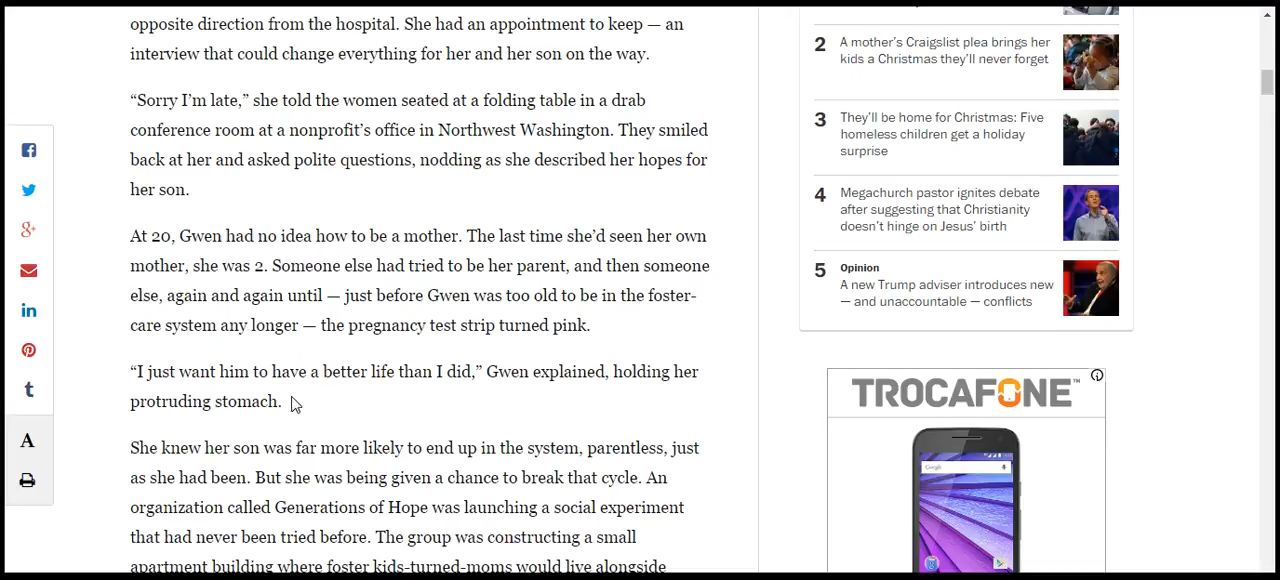 opposite direction from the hospital. She had an appointment to keep — an
interview that could change everything for her and her son on the way.
“Sorry I’m late,” she told the women seated at a folding table in a drab
conference room at a nonprofit’s office in Northwest Washington. They smiled
back at her and asked polite questions, nodding as she described her hopes for
her son.
At 20, Gwen had no idea how to be a mother. The last time she’d seen her own
mother, she was 2. Someone else had tried to be her parent, and then someone
else, again and again until — just before Gwen was too old to be in the foster-
care system any longer — the pregnancy test strip turned pink.
“I just want him to have a better life than I did,” Gwen explained, holding her
protruding stomach.
She knew her son was far more likely to end up in the system, parentless, just
as she had been. But she was being given a chance to break that cycle. An
organization called Generations of Hope was launching a social experiment
that had never been tried before. The group was constructing a small
apartment building where foster kids-turned-moms would live alongside
A
2
A mother’s Craigslist plea brings her
kids a Christmas they’ll never forget
3
They’ll be home for Christmas: Five
homeless children get a holiday
surprise
4
Megachurch pastor ignites debate
after suggesting that Christianity
doesn’t hinge on Jesus’ birth
5
Opinion
A new Trump adviser introduces new
— and unaccountable — conflicts
TROCAFONE™
Google